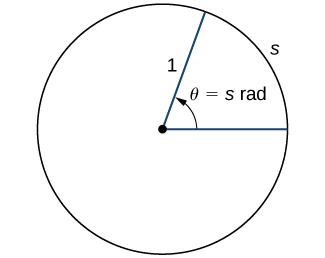 s
1
θ = s rad